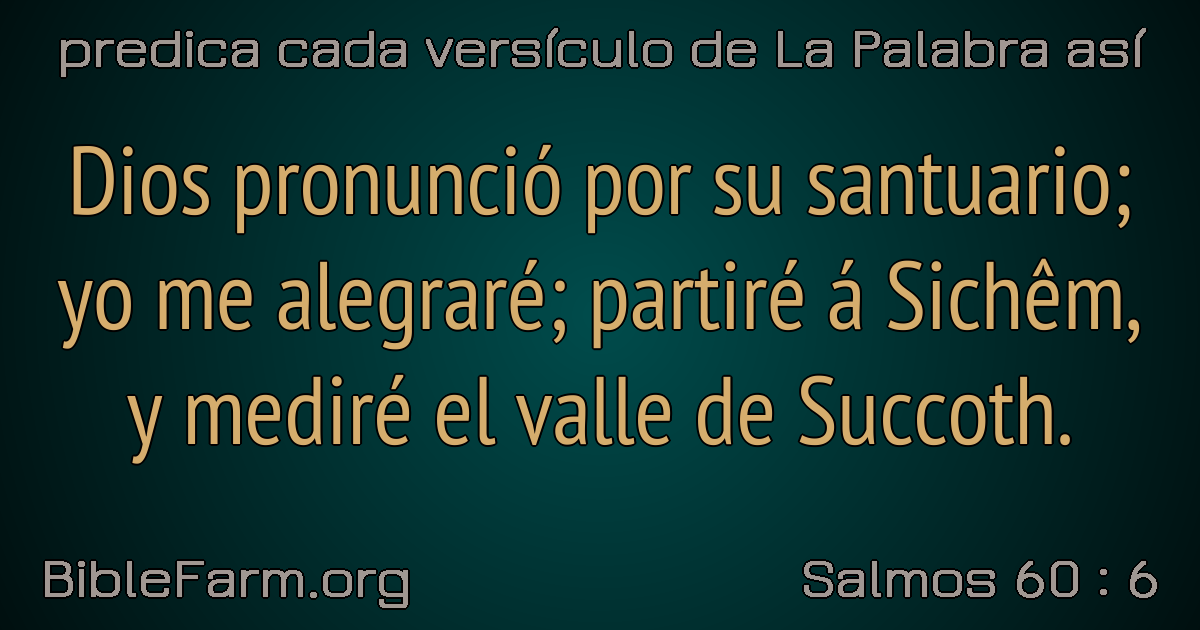 predica cada versículo de La Palabra así
Dios pronunció por su santuario;
yo me alegraré; partiré á Sichêm,
y mediré el valle de Succoth.
BibleFarm.org
Salmos 60 : 6